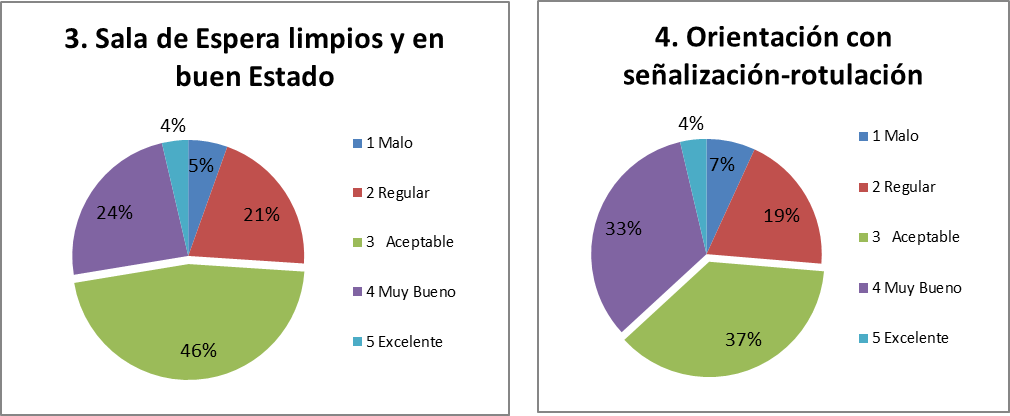 3. Sala de Espera limpios y en
buen Estado
4%
5%
21%
24%
46%
1 Malo
2 Regular
3 Aceptable
4 Muy Bueno
5 Excelente
4. Orientación con
señalización-rotulación
4%
7%
19%
33%
37%
1 Malo
2 Regular
3 Aceptable
4 Muy Bueno
5 Excelente